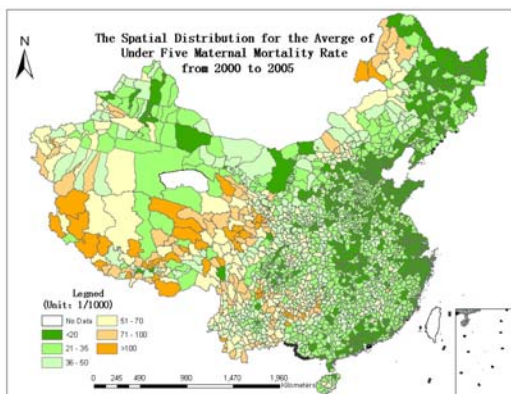 The Spatial Distribution for the Averge of
Under Five Maternal Mortality Rate
from 2000 to 2005
N
Legned
(Unit: 1/1000)
No Data
<20
21 - 35
36 - 50
51 - 70
71 - 100
>100
0 245 490 980 1,470 1,960
Kilometers